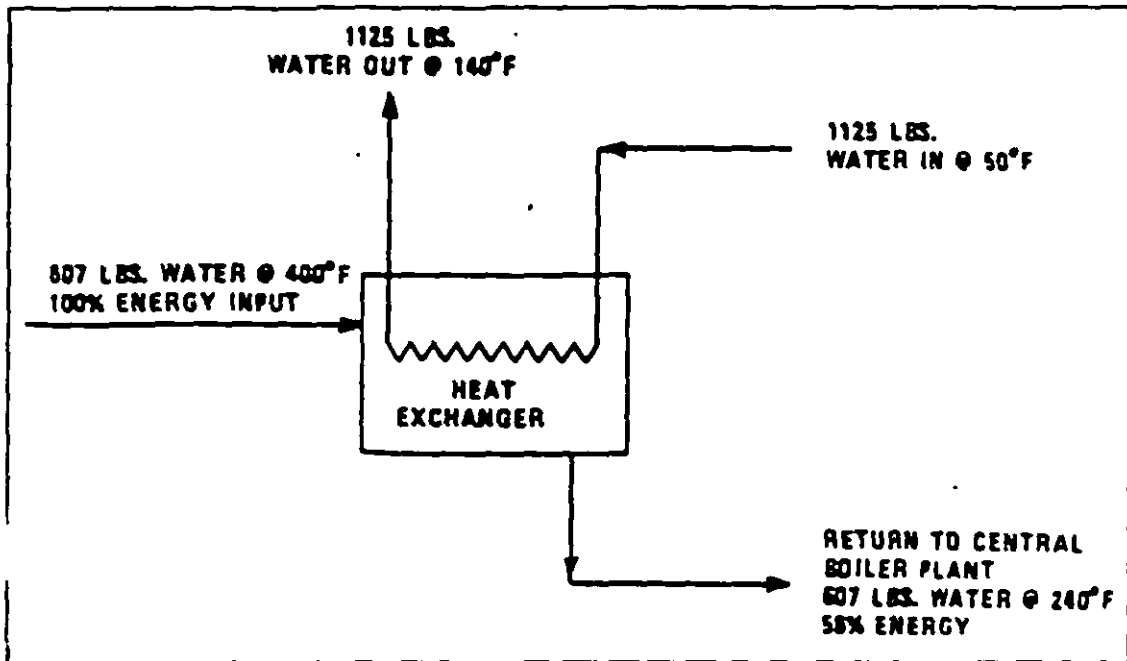 1125 LBS.
WATER OUT @ 140°F
1125 LBS.
WATER IN @ 50°F
607 LBS. WATER @ 400°F
100% ENERGY INPUT
HEAT
EXCHANGER
RETURN TO CENTRAL
BOILER PLANT
607 LBS. WATER @ 240°F
ENERGY